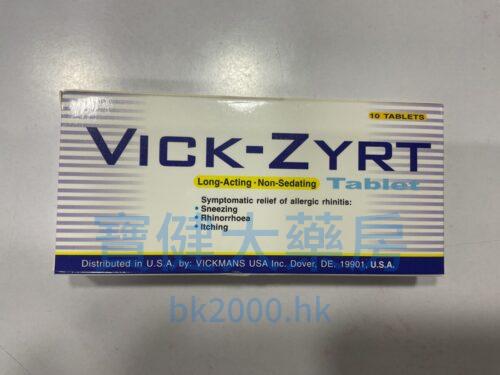 10 TABLETS
VICK-ZYRT
Long-Acting · Non-Sedating
Tablet
Symptomatic relief of allergic rhinitis:
• Sneezing
• Rhinorrhoea
• Itching
寶健大藥房
Distributed in U.S.A. by: VICKMANS USA Inc. Dover, DE. 19901, U.S.A.
bk2000.hk